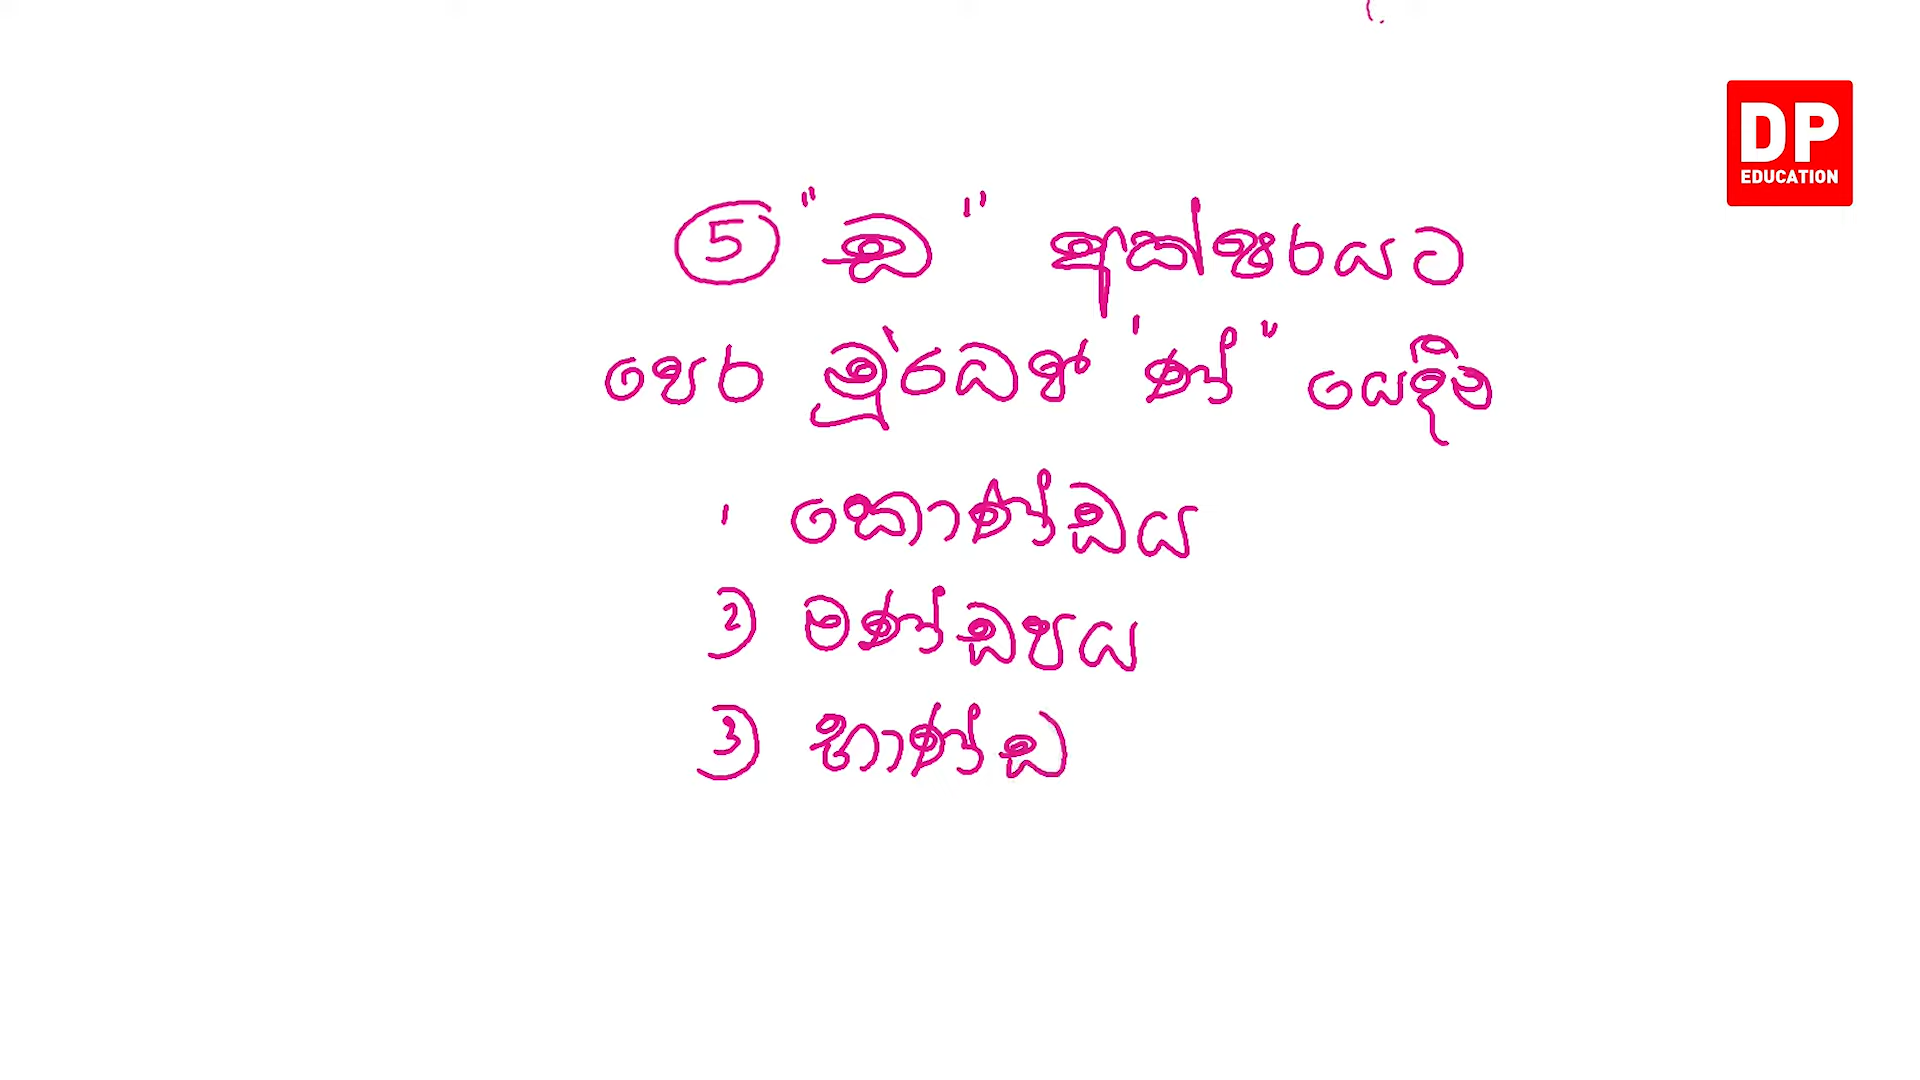 DP
EDUCATION
⑤ "ඩ" අක්ෂරයට
පෙර මූර්ධජ "ණ්" යෙදීම
1 කොණ්ඩය
2) මණ්ඩපය
3) භාණ්ඩ